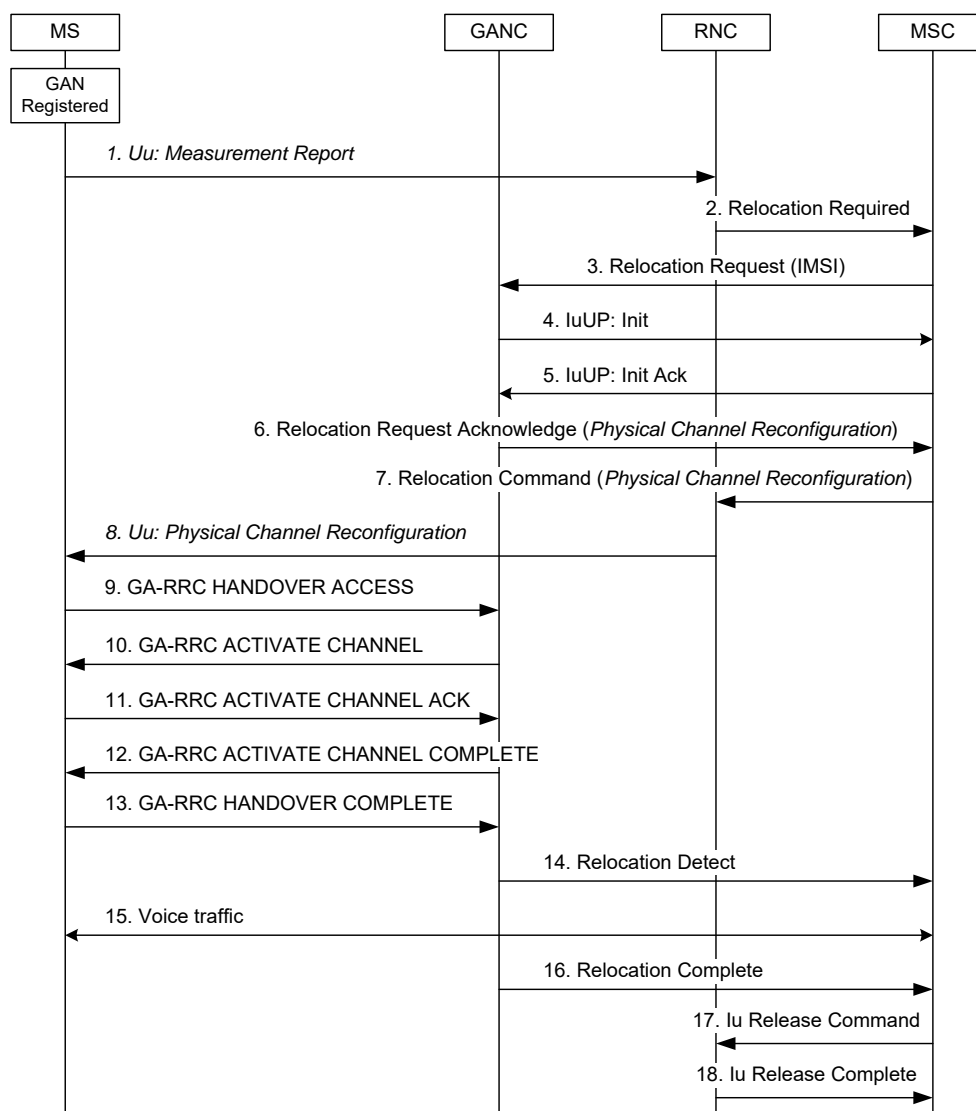 MS
GANC
RNC
MSC
GAN
Registered
1. Uu: Measurement Report
2. Relocation Required
3. Relocation Request (IMSI)
4. IuUP: Init
5. IuUP: Init Ack
6. Relocation Request Acknowledge (Physical Channel Reconfiguration)
7. Relocation Command (Physical Channel Reconfiguration)
8. Uu: Physical Channel Reconfiguration
9. GA-RRC HANDOVER ACCESS
10. GA-RRC ACTIVATE CHANNEL
11. GA-RRC ACTIVATE CHANNEL ACK
12. GA-RRC ACTIVATE CHANNEL COMPLETE
13. GA-RRC HANDOVER COMPLETE
14. Relocation Detect
15. Voice traffic
16. Relocation Complete
17. Iu Release Command
18. Iu Release Complete